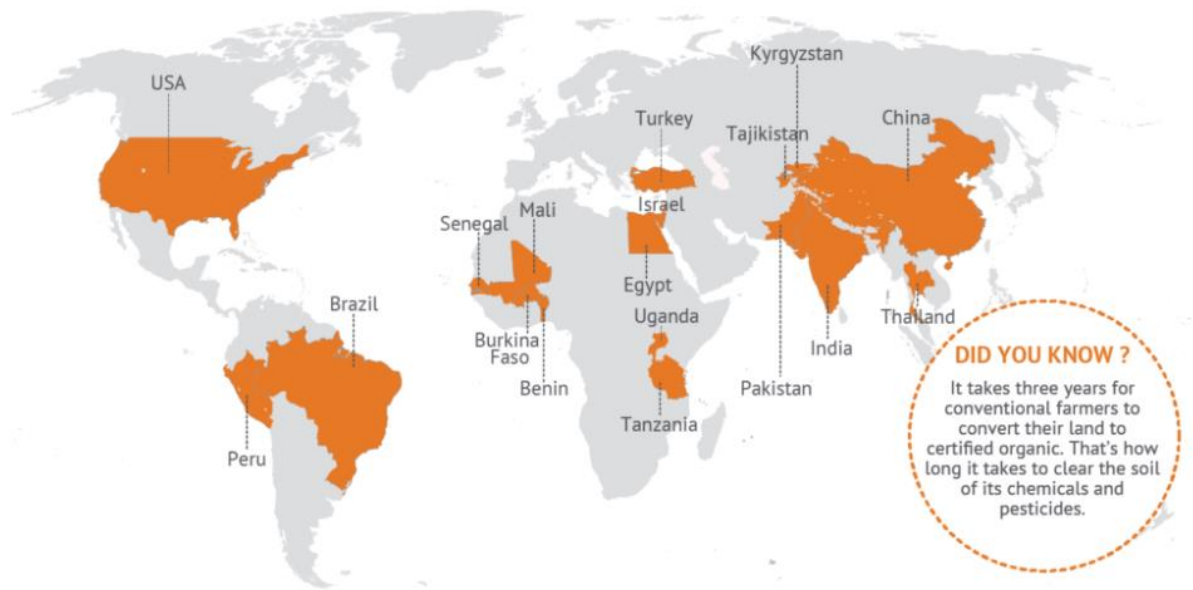 Kyrgyzstan
USA
Turkey
Tajikistan
China
Israel
Mali
Senegal
Egypt
Brazil
Uganda
Thailand
Burkina
Faso
India
Benin
Pakistan
Tanzania
Peru
DID YOU KNOW ?
It takes three years for
conventional farmers to
convert their land to
certified organic. That's how
long it takes to clear the soil
of its chemicals and
pesticides.